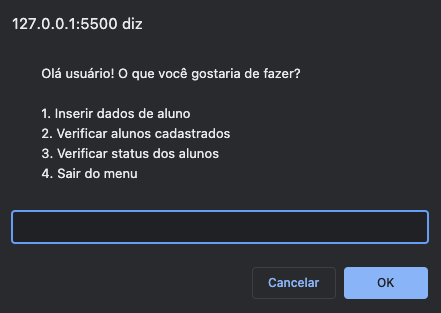 127.0.0.1:5500 diz
Olá usuário! O que você gostaria de fazer?
1. Inserir dados de aluno
2. Verificar alunos cadastrados
3. Verificar status dos alunos
4. Sair do menu
Cancelar
OK